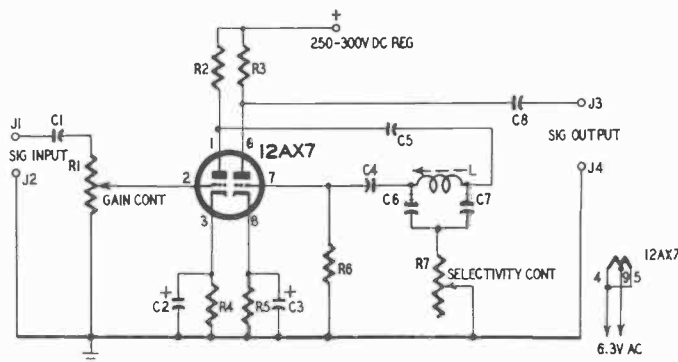 +
250-300V DC REG
R2
R3
J1
C1
C8
J3
SIG INPUT
1
6
12AX7
C5
SIG OUTPUT
J2
R1
GAIN CONT
2
7
C4
L
J4
3
8
C6
C7
R6
R7
SELECTIVITY CONT
12AX7
4
9
5
+
C2
R4
R5
+
C3
6.3V AC